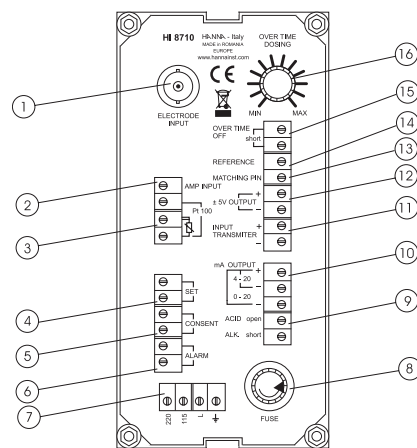 HI 8710
HANNA - Italy
MADE in ROMANIA
EUROPE
www.hannainst.com
CE
ELECTRODE
INPUT
OVER TIME
DOSING
MIN
MAX
OVER TIME
OFF
short
REFERENCE
MATCHING PIN
+
± 5V OUTPUT
–
INPUT
TRANSMITER
+
–
AMP INPUT
Pt 100
mA OUTPUT
+
4 - 20
–
0 - 20
–
ACID open
ALK. short
SET
CONSENT
ALARM
220
115
L
FUSE
1
2
3
4
5
6
7
8
9
10
11
12
13
14
15
16